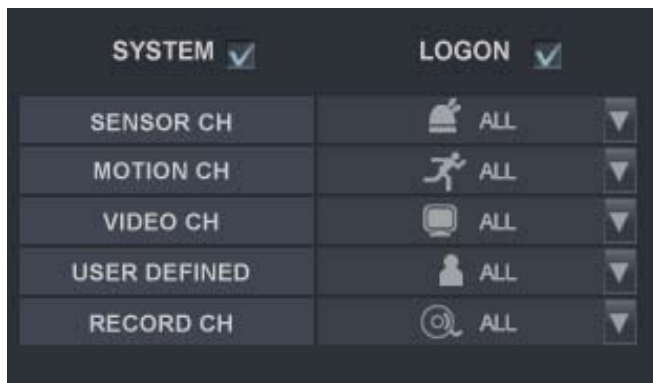 SYSTEM LOGON
SENSOR CH ALL
MOTION CH ALL
VIDEO CH ALL
USER DEFINED ALL
RECORD CH ALL